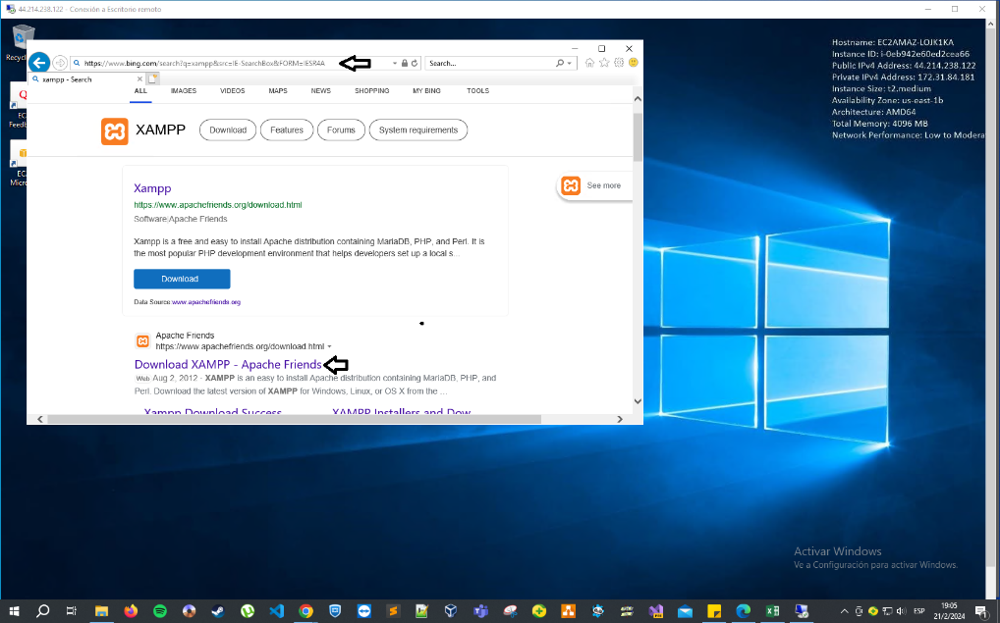 44.214.238.122 - Conexión a Escritorio remoto
Hostname: EC2AMAZ-LOJK1KA
Instance ID: i-0eb942e60ed2cea66
Public IPv4 Address: 44.214.238.122
Private IPv4 Address: 172.31.84.181
Instance Size: t2.medium
Availability Zone: us-east-1b
Architecture: AMD64
Total Memory: 4096 MB
Network Performance: Low to Modera
Recycl
EC
Feedb
EC
Micros
https://www.bing.com/search?q=xampp&src=IE-SearchBox&FORM=IESR4A
Search...
xampp - Search
ALL IMAGES VIDEOS MAPS NEWS SHOPPING MY BING TOOLS
XAMPP Download Features Forums System requirements
Xampp
https://www.apachefriends.org/download.html
Software|Apache Friends
Xampp is a free and easy to install Apache distribution containing MariaDB, PHP, and Perl. It is
the most popular PHP development environment that helps developers set up a local s...
Download
Data Source:www.apachefriends.org
See more
Apache Friends
https://www.apachefriends.org/download.html
Download XAMPP - Apache Friends
Web Aug 2, 2012 · XAMPP is an easy to install Apache distribution containing MariaDB, PHP, and
Perl. Download the latest version of XAMPP for Windows, Linux, or OS X from the ...
Xampp Download Success XAMPP Installers and Dow
Activar Windows
Ve a Configuración para activar Windows.
ESP
19:05
21/2/2024